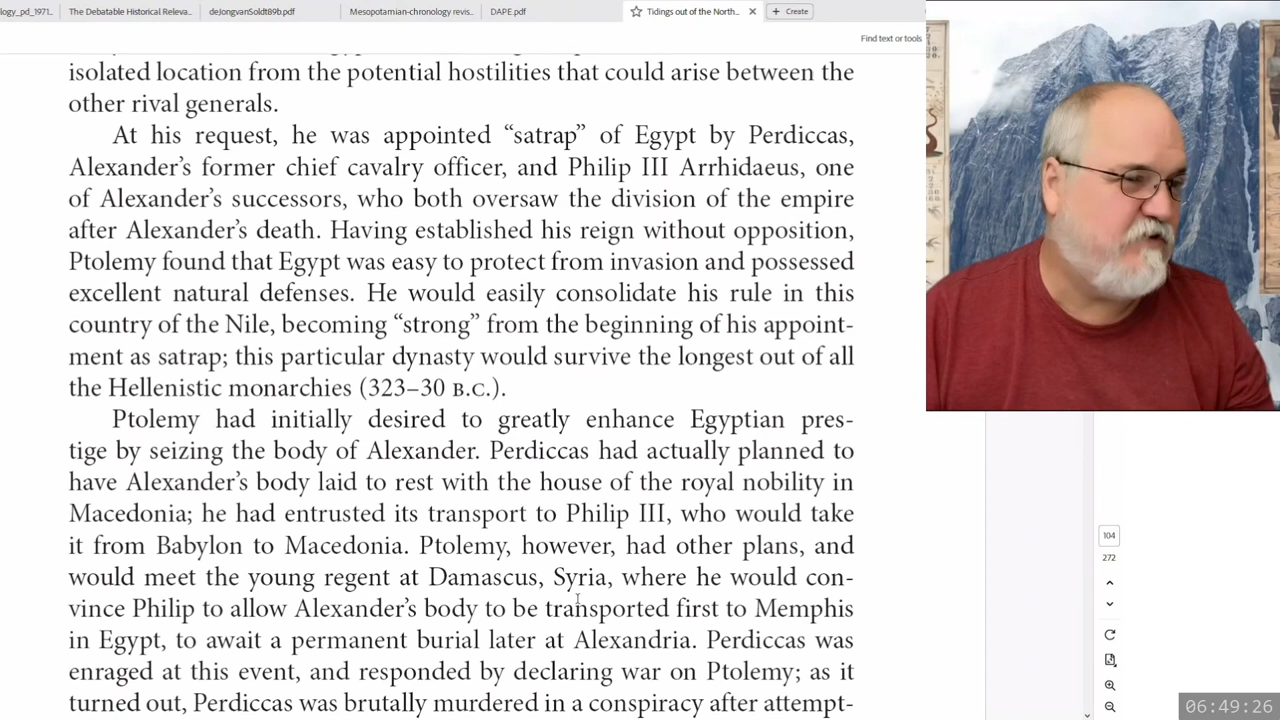 logy_pd_1971.. The Debatable Historical Releva.. deJongvanSoldt89b.pdf Mesopotamian-chronology revis.. DAPE.pdf Tidings out of the North... Create
Find text or tools
isolated location from the potential hostilities that could arise between the
other rival generals.
At his request, he was appointed “satrap” of Egypt by Perdiccas,
Alexander’s former chief cavalry officer, and Philip III Arrhidaeus, one
of Alexander’s successors, who both oversaw the division of the empire
after Alexander’s death. Having established his reign without opposition,
Ptolemy found that Egypt was easy to protect from invasion and possessed
excellent natural defenses. He would easily consolidate his rule in this
country of the Nile, becoming “strong” from the beginning of his appoint-
ment as satrap; this particular dynasty would survive the longest out of all
the Hellenistic monarchies (323–30 B.C.).
Ptolemy had initially desired to greatly enhance Egyptian pres-
tige by seizing the body of Alexander. Perdiccas had actually planned to
have Alexander’s body laid to rest with the house of the royal nobility in
Macedonia; he had entrusted its transport to Philip III, who would take
it from Babylon to Macedonia. Ptolemy, however, had other plans, and
would meet the young regent at Damascus, Syria, where he would con-
vince Philip to allow Alexander’s body to be transported first to Memphis
in Egypt, to await a permanent burial later at Alexandria. Perdiccas was
enraged at this event, and responded by declaring war on Ptolemy; as it
turned out, Perdiccas was brutally murdered in a conspiracy after attempt-
104
272
06:49:26